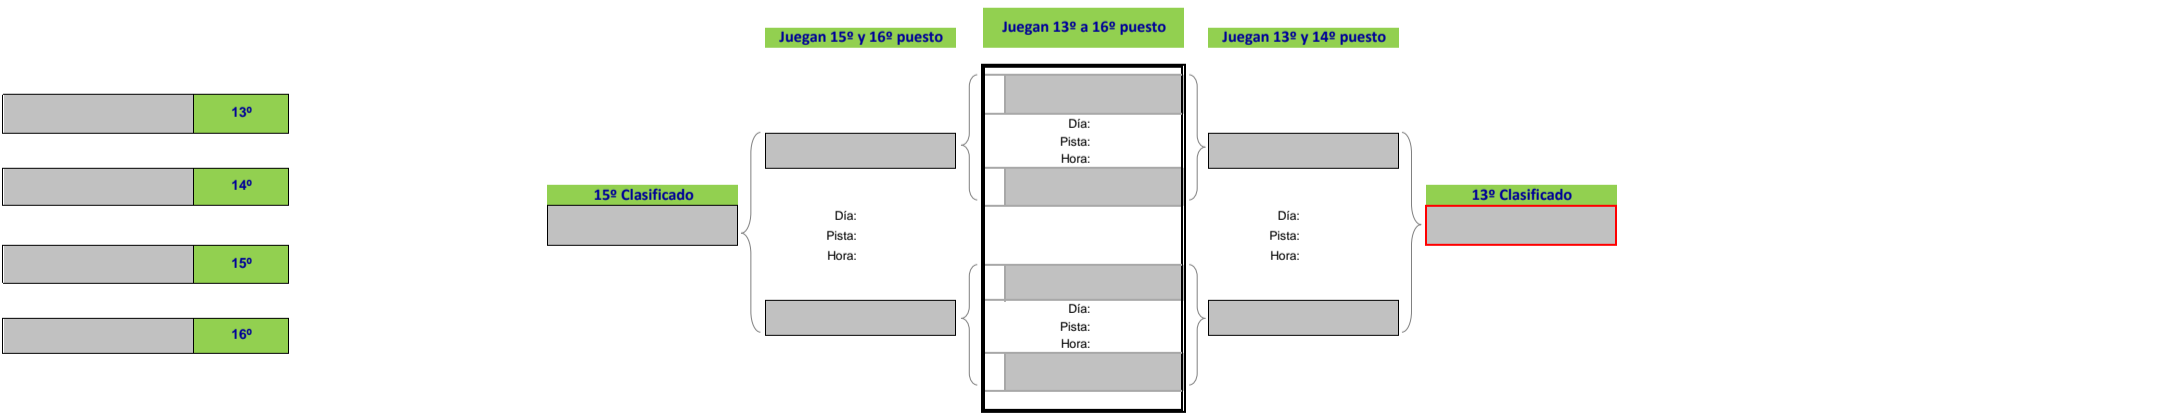 Juegan 15º y 16º puesto
Juegan 13º a 16º puesto
Juegan 13º y 14º puesto
13º
14º
15º
16º
15º Clasificado
Día:
Pista:
Hora:
Día:
Pista:
Hora:
Día:
Pista:
Hora:
Día:
Pista:
Hora:
13º Clasificado